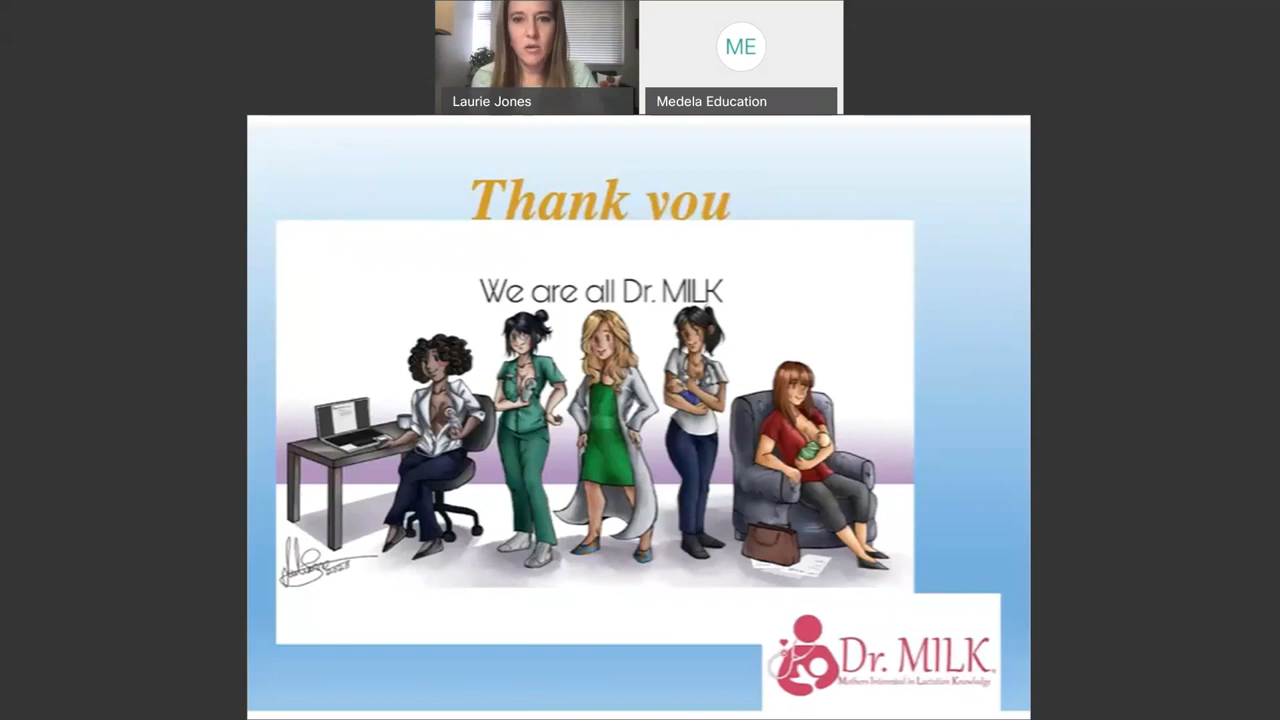 Laurie Jones
ME
Medela Education
Thank you
We are all Dr. MILK
Dr. MILK
Mothers Interested in Lactation Knowledge